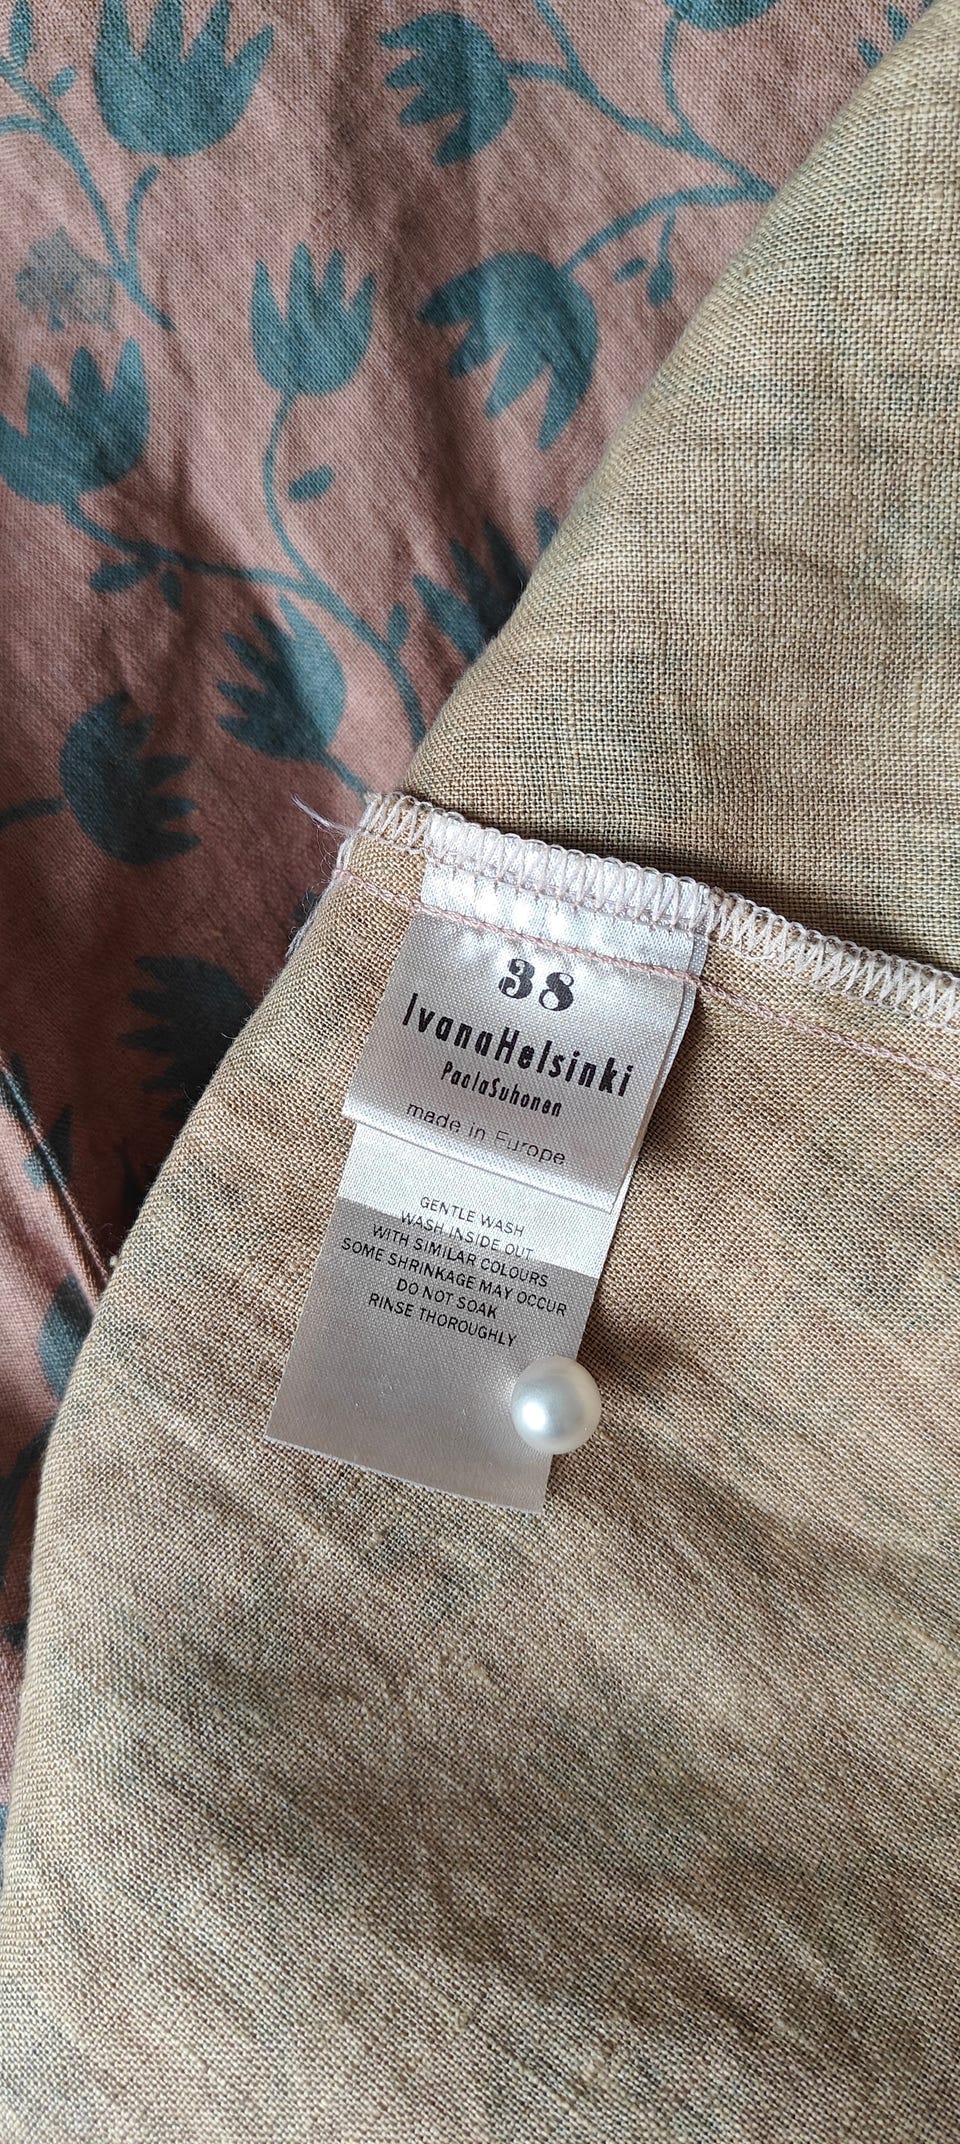 38
IvanaHelsinki
PaolaSuhonen
made in Europe
GENTLE WASH
WASH INSIDE OUT
WITH SIMILAR COLOURS
SOME SHRINKAGE MAY OCCUR
DO NOT SOAK
RINSE THOROUGHLY